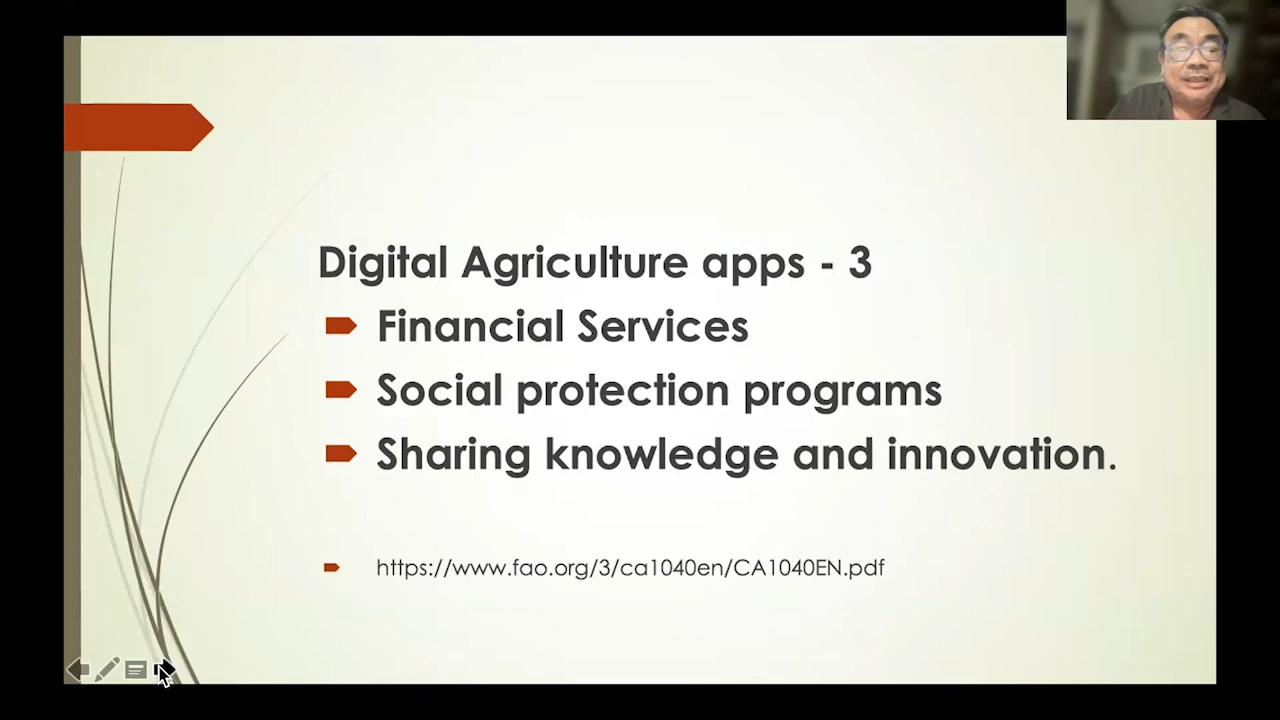 Digital Agriculture apps - 3
Financial Services
Social protection programs
Sharing knowledge and innovation.
https://www.fao.org/3/ca1040en/CA1040EN.pdf